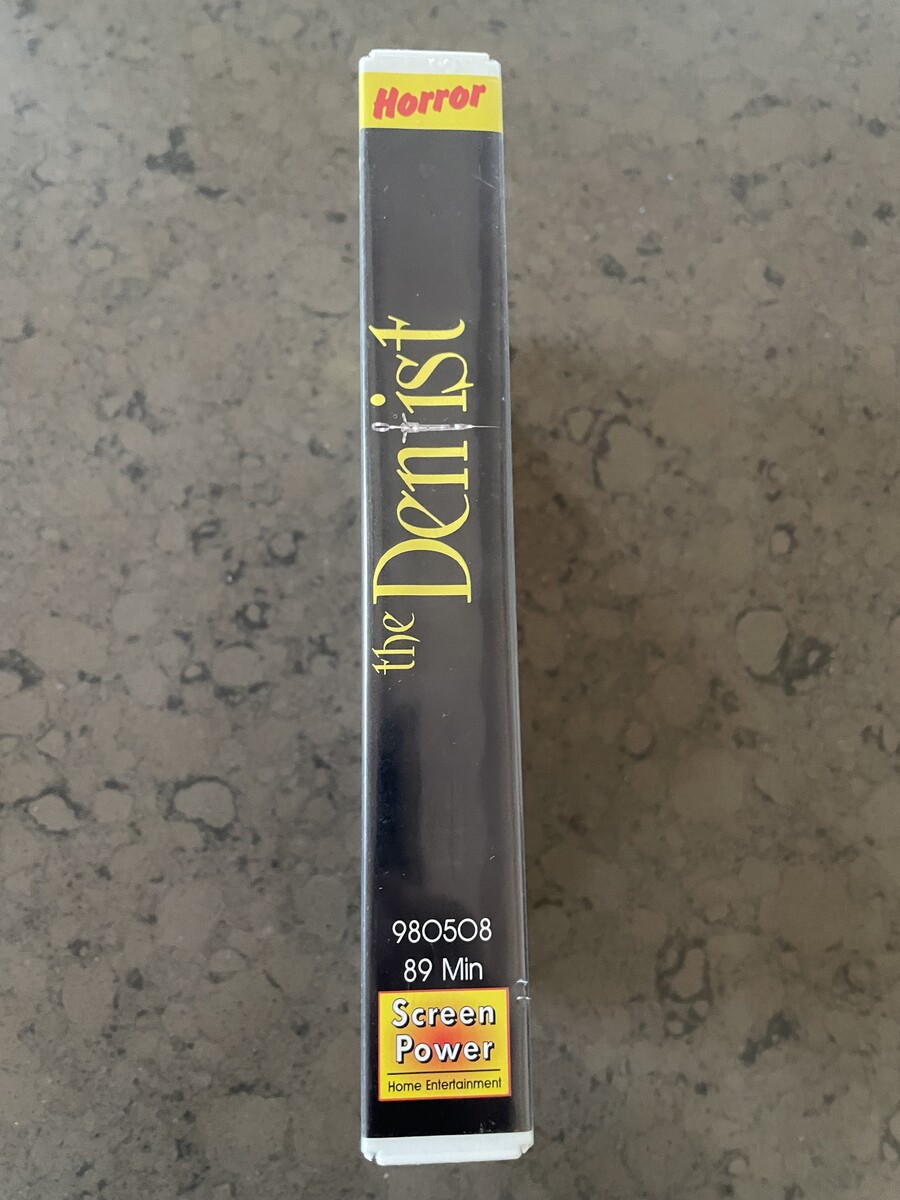 Horror
the Dentist
980508
89 Min
Screen
Power
Home Entertainment